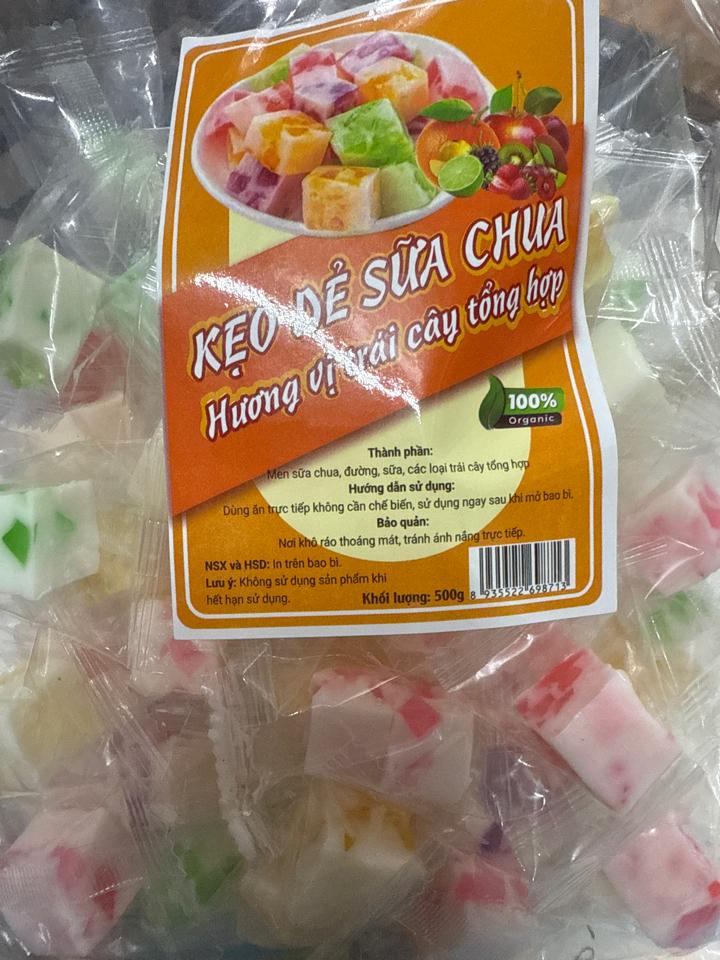 KẸO DẺ SỮA CHUA
Hương vị trái cây tổng hợp
100%
Organic
Thành phần:
Men sữa chua, đường, sữa, các loại trái cây tổng hợp
Hướng dẫn sử dụng:
Dùng ăn trực tiếp không cần chế biến, sử dụng ngay sau khi mở bao bì.
Bảo quản:
Nơi khô ráo thoáng mát, tránh ánh nắng trực tiếp.
NSX và HSD: In trên bao bì.
Lưu ý: Không sử dụng sản phẩm khi
hết hạn sử dụng.
Khối lượng: 500g
8 935522 698713